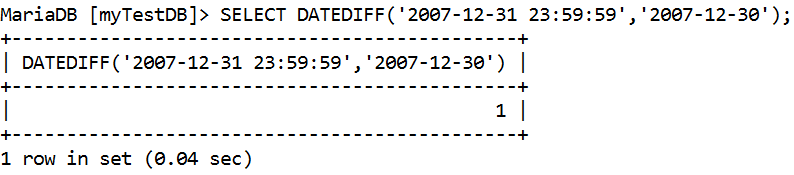 MariaDB [myTestDB]> SELECT DATEDIFF('2007-12-31 23:59:59','2007-12-30');
+----------------------------------------------+
| DATEDIFF('2007-12-31 23:59:59','2007-12-30') |
+----------------------------------------------+
|                                            1 |
+----------------------------------------------+
1 row in set (0.04 sec)